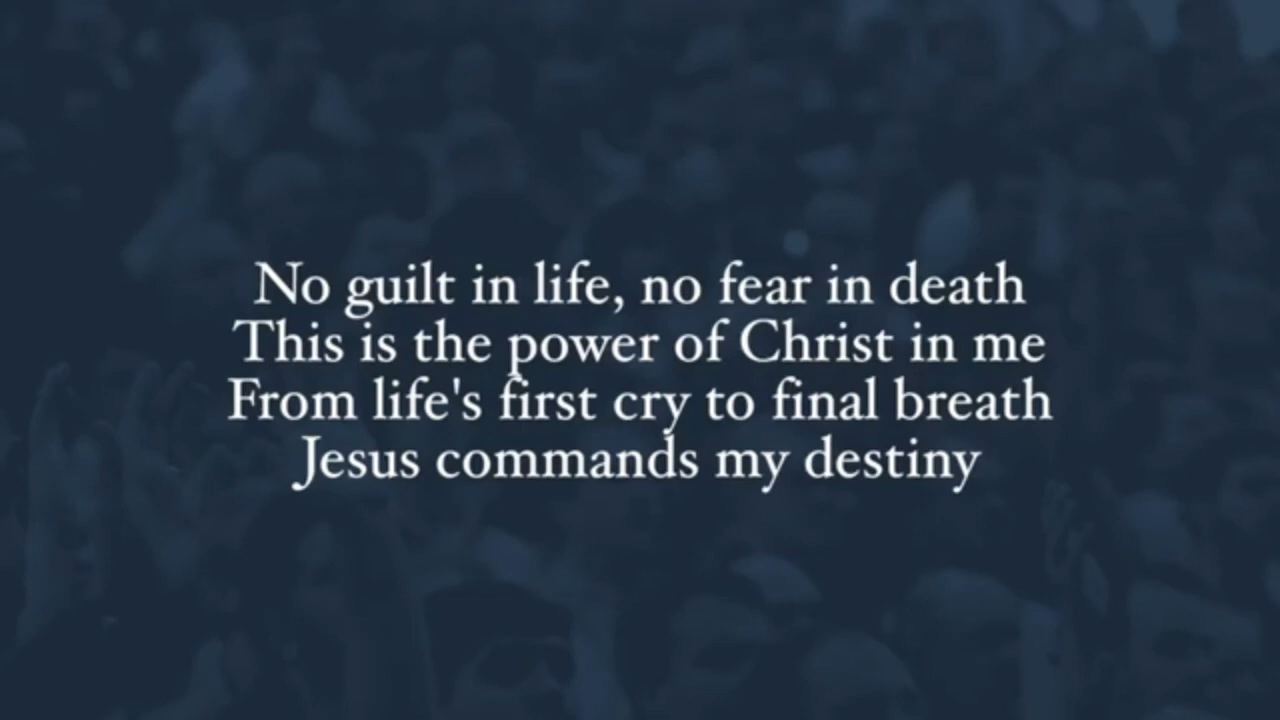 No guilt in life, no fear in death
This is the power of Christ in me
From life's first cry to final breath
Jesus commands my destiny